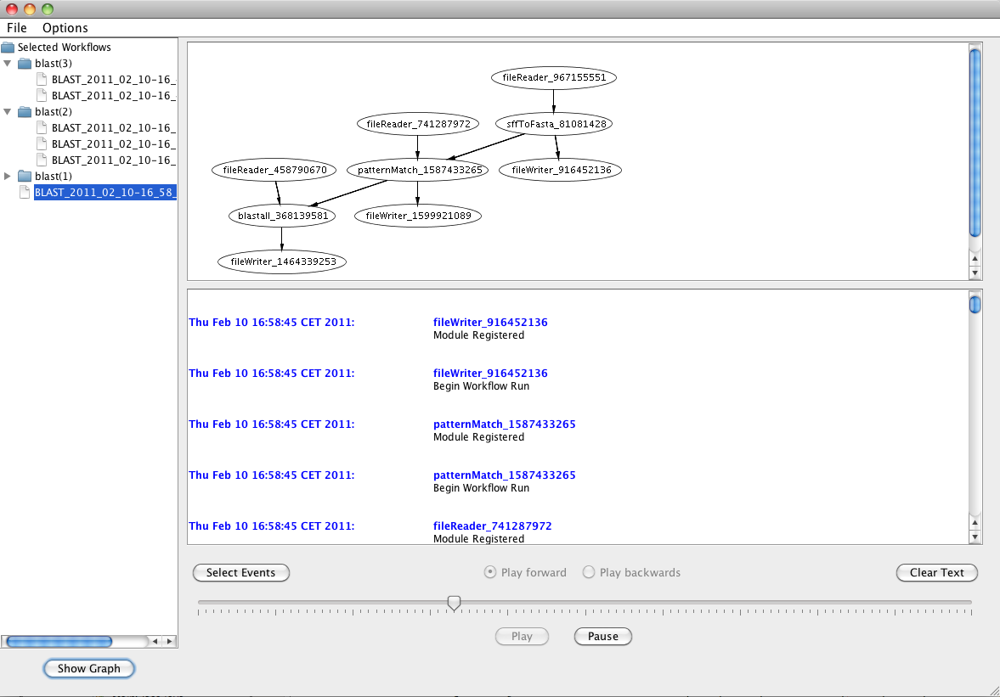 File Options
Selected Workflows
blast(3)
BLAST_2011_02_10-16_
BLAST_2011_02_10-16_
blast(2)
BLAST_2011_02_10-16_
BLAST_2011_02_10-16_
BLAST_2011_02_10-16_
blast(1)
BLAST_2011_02_10-16_58_
Show Graph
fileReader_967155551
fileReader_741287972
sffToFasta_81081428
fileReader_458790670
patternMatch_1587433265
fileWriter_916452136
blastall_368139581
fileWriter_1599921089
fileWriter_1464339253
Thu Feb 10 16:58:45 CET 2011: fileWriter_916452136
Module Registered
Thu Feb 10 16:58:45 CET 2011: fileWriter_916452136
Begin Workflow Run
Thu Feb 10 16:58:45 CET 2011: patternMatch_1587433265
Module Registered
Thu Feb 10 16:58:45 CET 2011: patternMatch_1587433265
Begin Workflow Run
Thu Feb 10 16:58:45 CET 2011: fileReader_741287972
Module Registered
Select Events
Play forward
Play backwards
Clear Text
Play
Pause